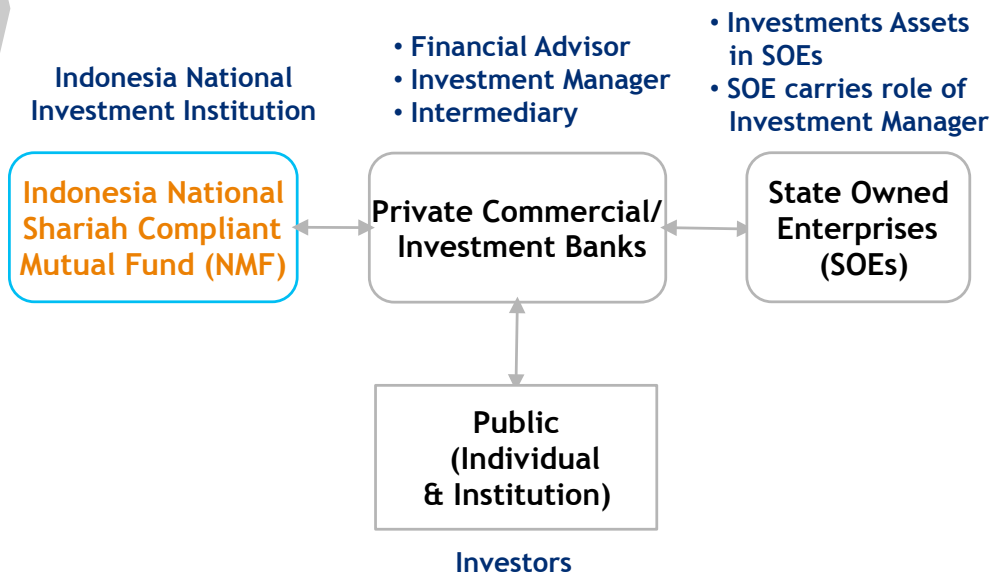 Indonesia National
Investment Institution
• Financial Advisor
• Investment Manager
• Intermediary
• Investments Assets
in SOEs
• SOE carries role of
Investment Manager
Indonesia National
Shariah Compliant
Mutual Fund (NMF)
Private Commercial/
Investment Banks
State Owned
Enterprises
(SOEs)
Public
(Individual
& Institution)
Investors